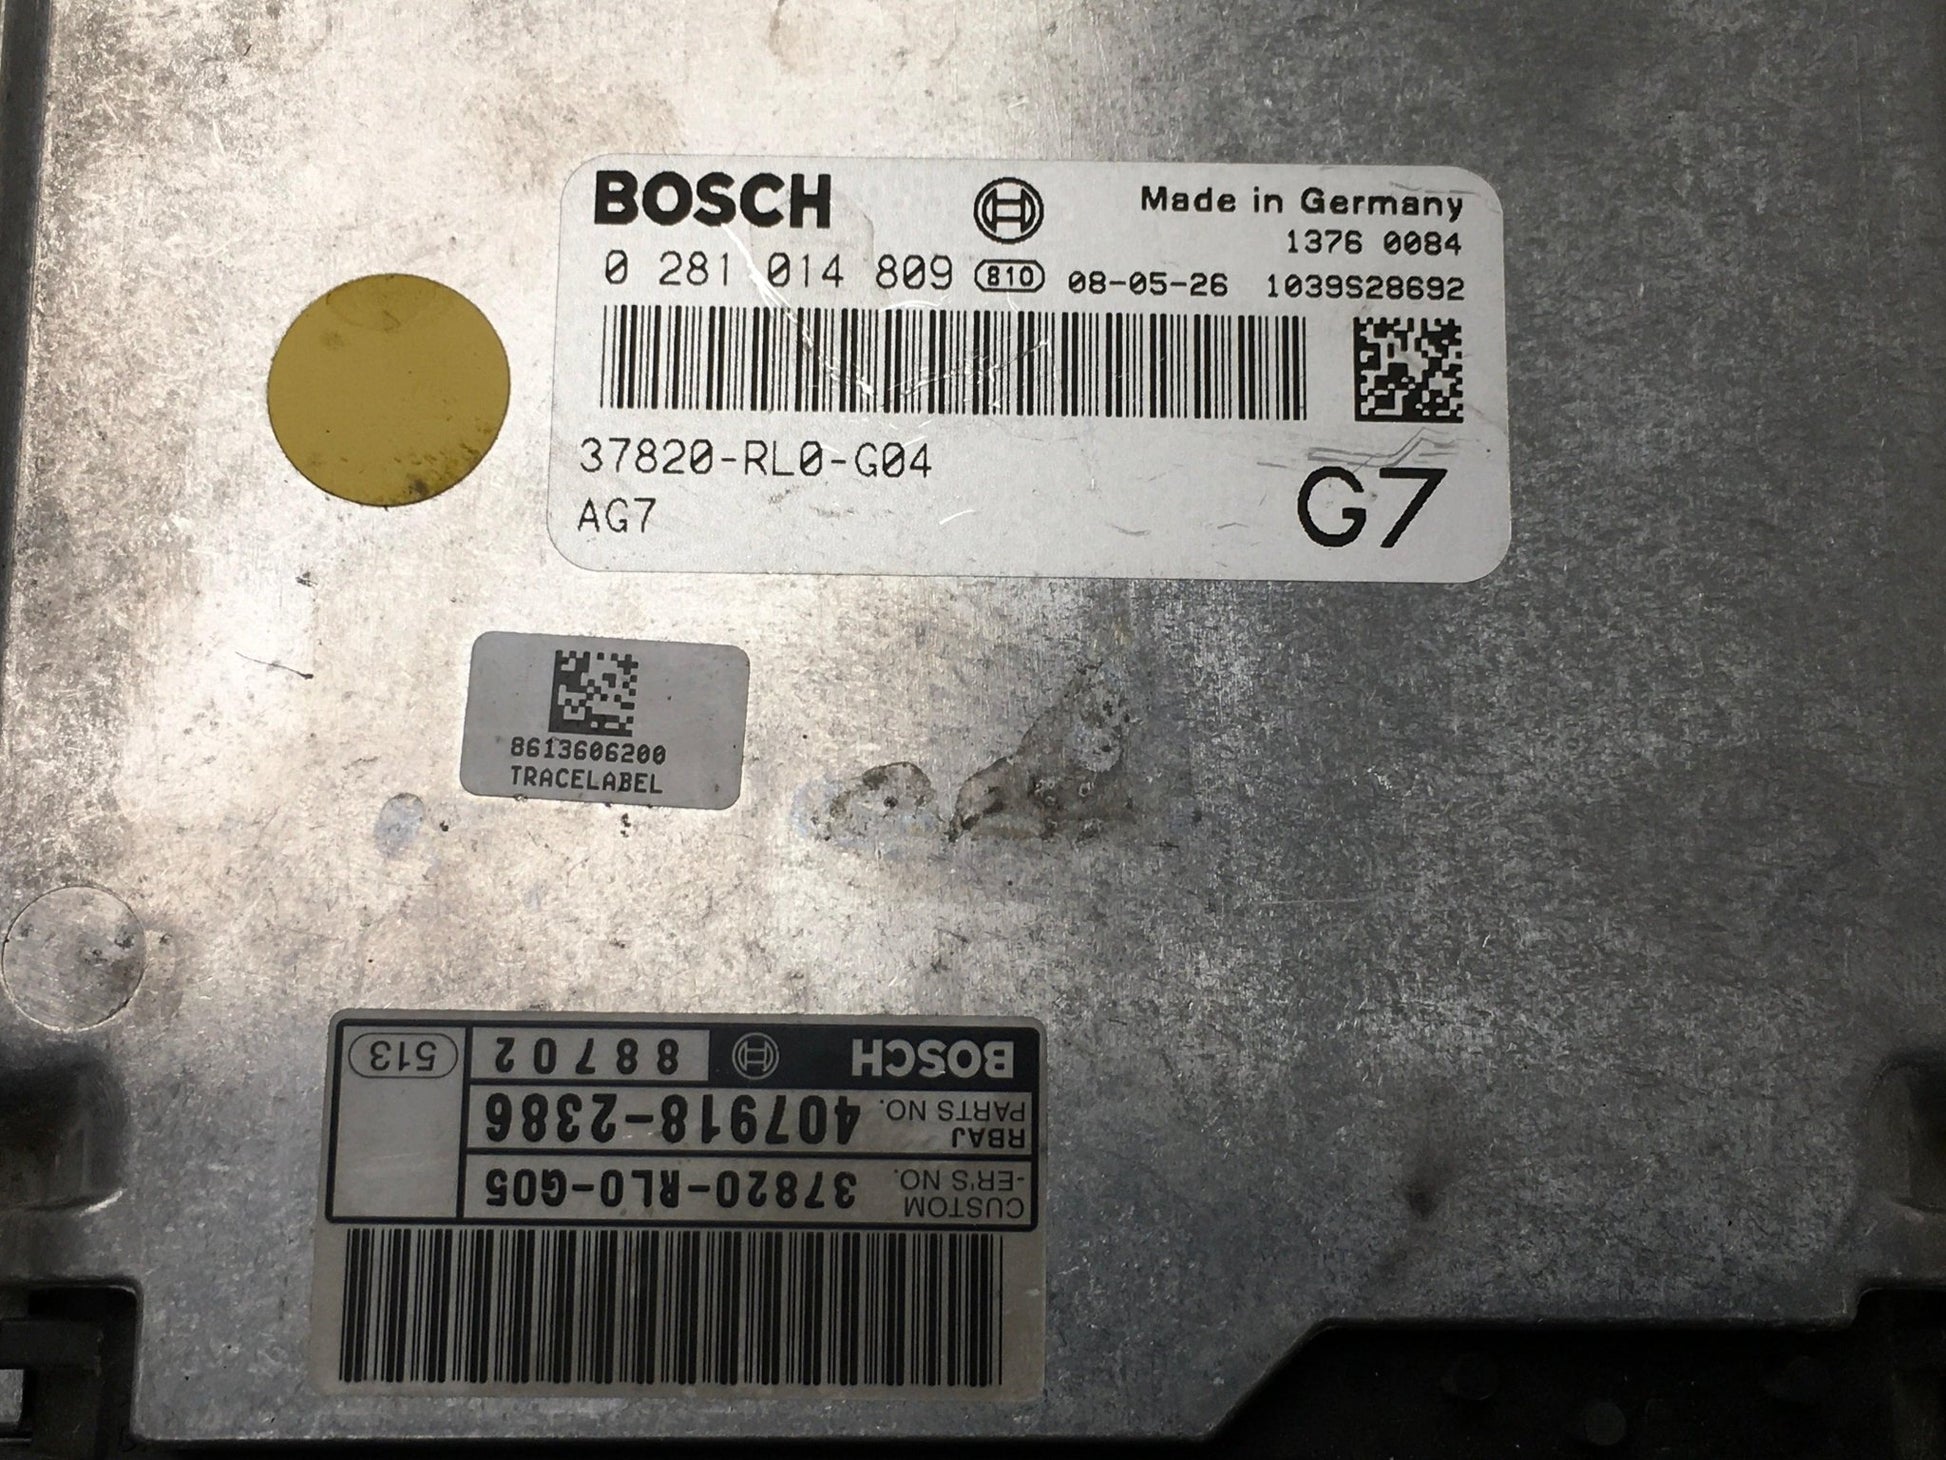 BOSCH Made in Germany
1376 0084
0 281 014 809 810 08-05-26 1039S28692
37820-RL0-G04
AG7 G7
8613606200
TRACELABEL
BOSCH 88702 513
RBAJ
PARTS NO. 407918-2386
CUSTOM
-ER'S NO. 37820-RL0-G05